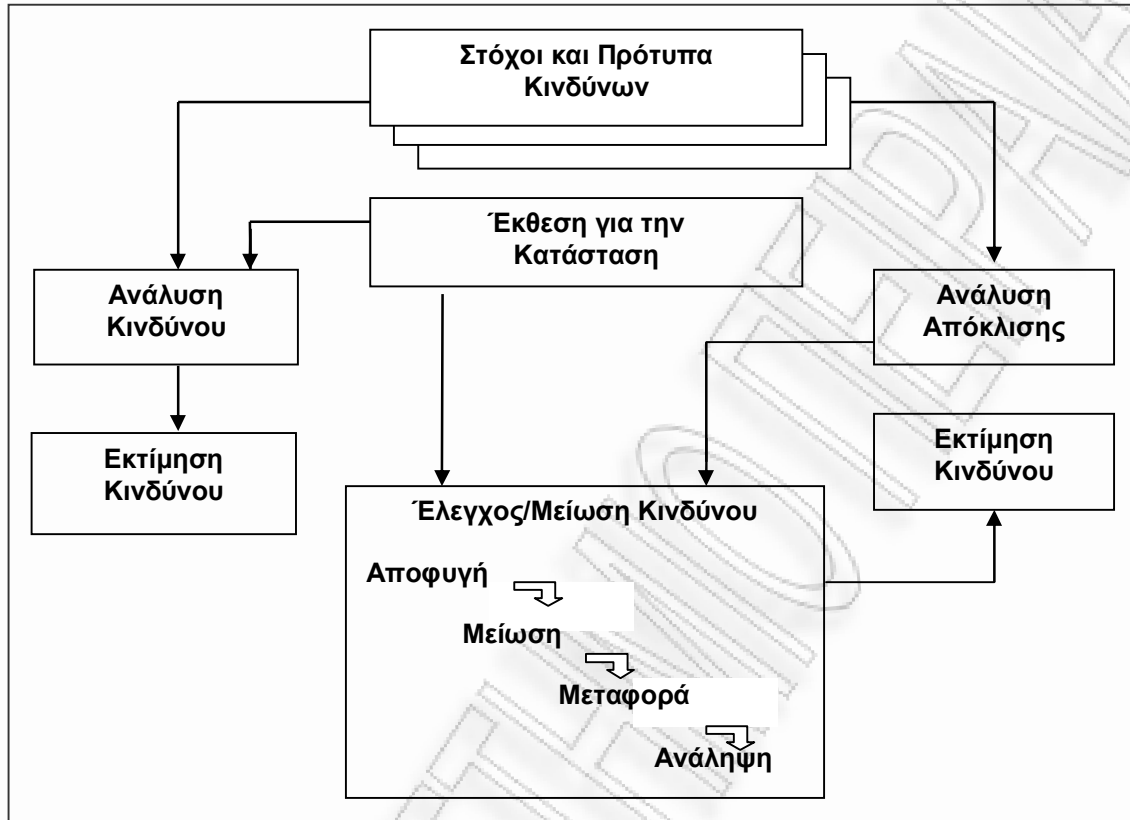 Στόχοι και Πρότυπα
Κινδύνων
Έκθεση για την
Κατάσταση
Ανάλυση
Κινδύνου
Ανάλυση
Απόκλισης
Εκτίμηση
Κινδύνου
Εκτίμηση
Κινδύνου
Έλεγχος/Μείωση Κινδύνου
Αποφυγή
Μείωση
Μεταφορά
Ανάληψη